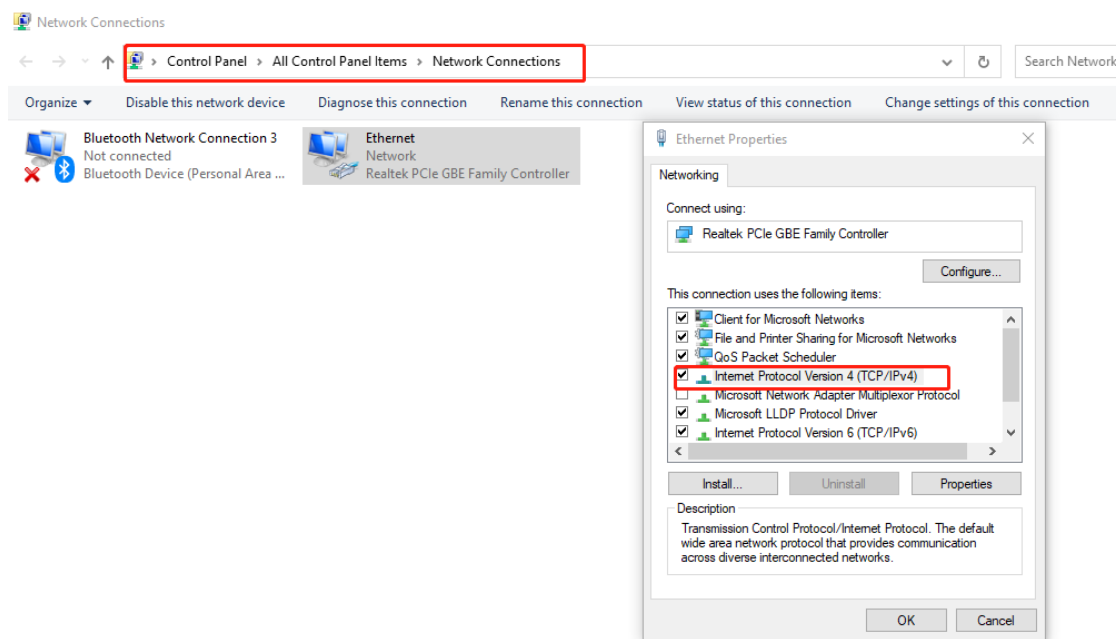 Network Connections
Control Panel > All Control Panel Items > Network Connections
Search Network
Organize Disable this network device Diagnose this connection Rename this connection View status of this connection Change settings of this connection
Bluetooth Network Connection 3
Not connected
Bluetooth Device (Personal Area ...
Ethernet
Network
Realtek PCIe GBE Family Controller
Ethernet Properties
Networking
Connect using:
Realtek PCIe GBE Family Controller
Configure...
This connection uses the following items:
Client for Microsoft Networks
File and Printer Sharing for Microsoft Networks
QoS Packet Scheduler
Internet Protocol Version 4 (TCP/IPv4)
Microsoft Network Adapter Multiplexor Protocol
Microsoft LLDP Protocol Driver
Internet Protocol Version 6 (TCP/IPv6)
Install... Uninstall Properties
Description
Transmission Control Protocol/Internet Protocol. The default
wide area network protocol that provides communication
across diverse interconnected networks.
OK Cancel